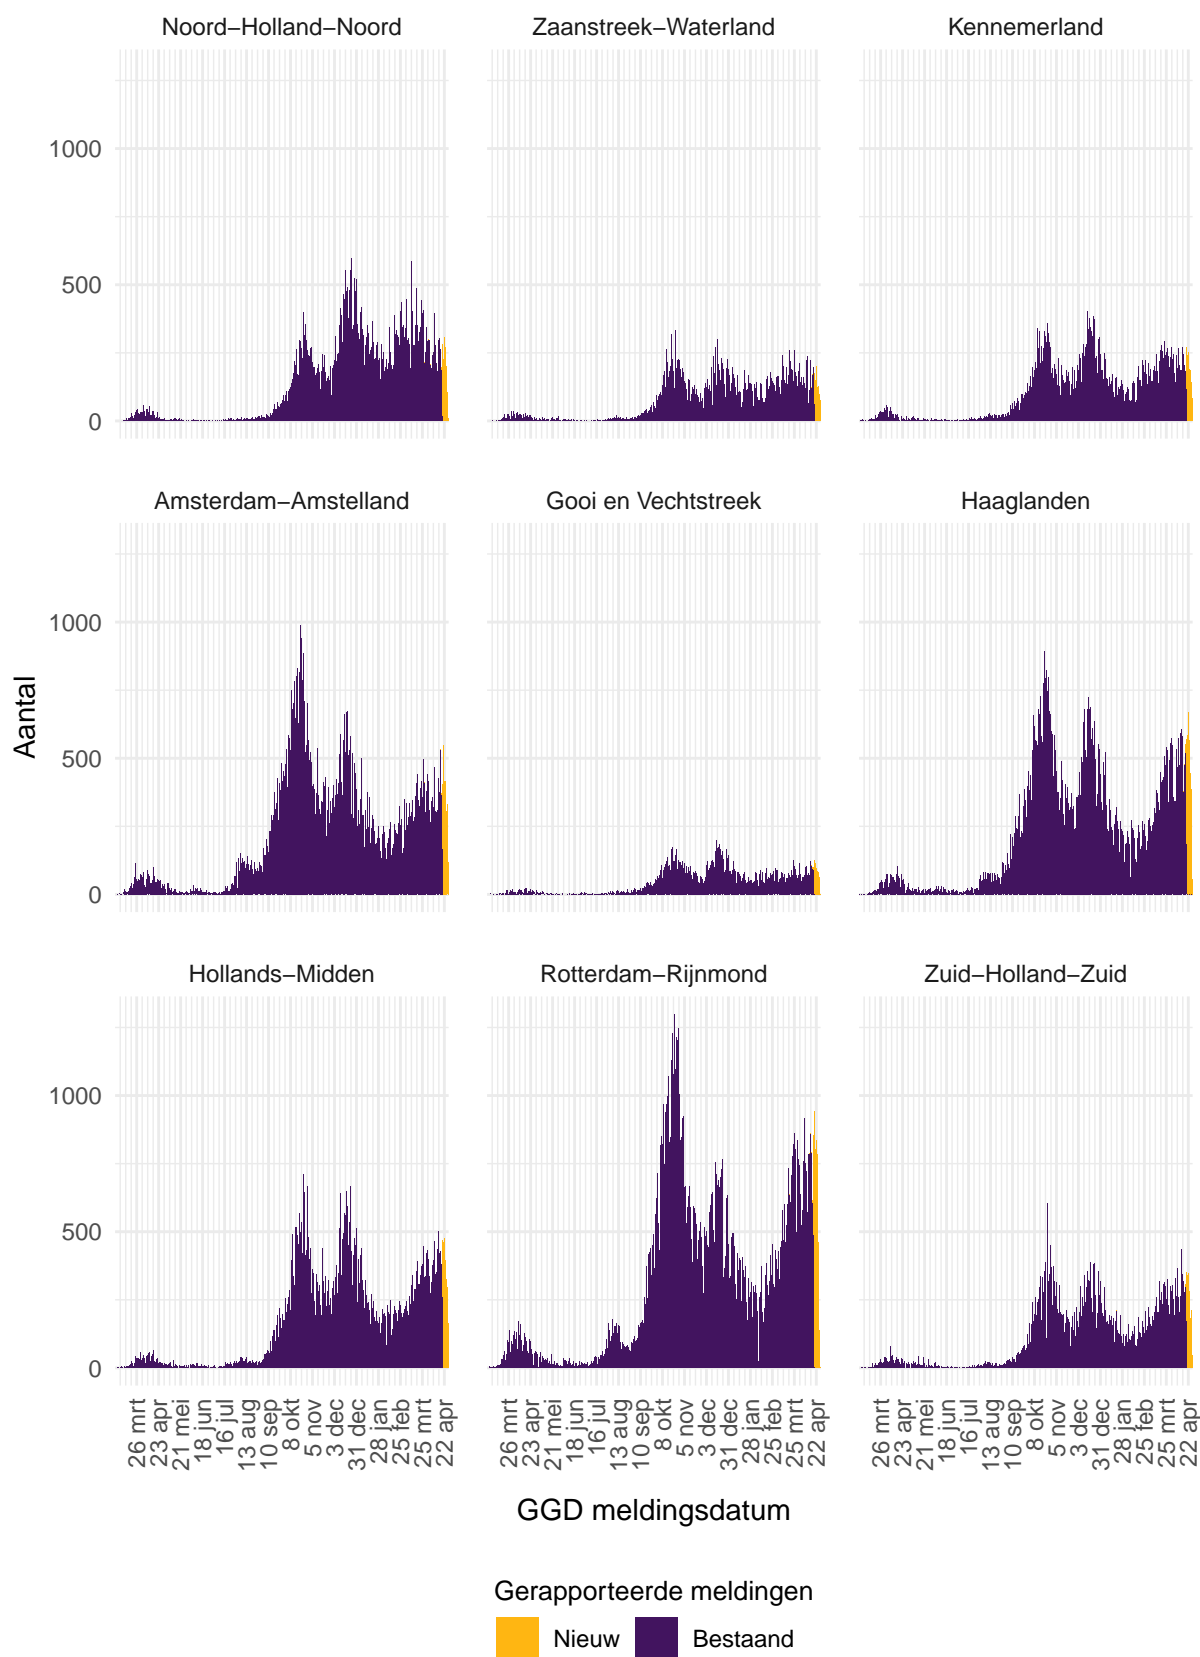 Noord−Holland−Noord Zaanstreek−Waterland Kennemerland
1000
500
0
Amsterdam−Amstelland Gooi en Vechtstreek Haaglanden
1000
500
0
Aantal
Hollands−Midden Rotterdam−Rijnmond Zuid−Holland−Zuid
1000
500
0
26 mrt 23 apr 21 mei 18 jun 16 jul 13 aug 10 sep 8 okt 5 nov 3 dec 31 dec 28 jan 25 feb 25 mrt 22 apr
26 mrt 23 apr 21 mei 18 jun 16 jul 13 aug 10 sep 8 okt 5 nov 3 dec 31 dec 28 jan 25 feb 25 mrt 22 apr
26 mrt 23 apr 21 mei 18 jun 16 jul 13 aug 10 sep 8 okt 5 nov 3 dec 31 dec 28 jan 25 feb 25 mrt 22 apr
GGD meldingsdatum
Gerapporteerde meldingen
Nieuw Bestaand